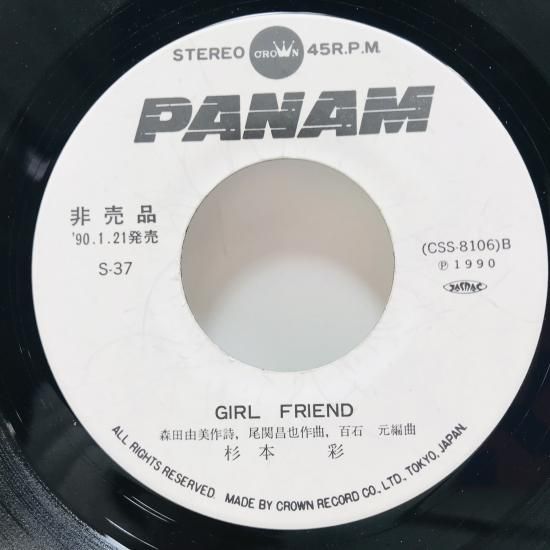 STEREO CROWN 45R.P.M.
PANAM
非売品
'90.1.21発売
S-37
(CSS-8106)B
Ⓟ1990
JASRAC
GIRL FRIEND
森田由美作詩, 尾関昌也作曲, 百石 元編曲
杉本 彩
ALL RIGHTS RESERVED. MADE BY CROWN RECORD CO., LTD., TOKYO. JAPAN.